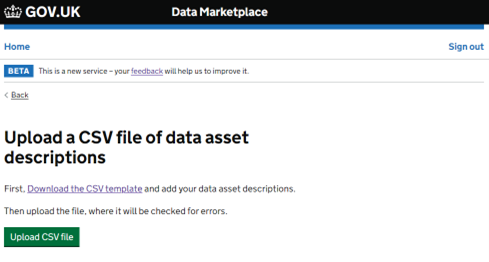 GOV.UK Data Marketplace
Home Sign out
BETA This is a new service – your feedback will help us to improve it.
< Back
Upload a CSV file of data asset
descriptions
First, Download the CSV template and add your data asset descriptions.
Then upload the file, where it will be checked for errors.
Upload CSV file